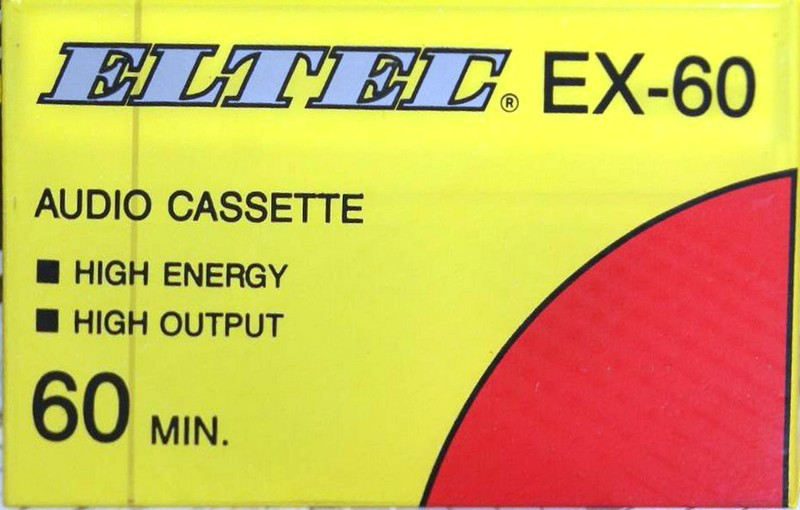 ELTEL® EX-60
AUDIO CASSETTE
■ HIGH ENERGY
■ HIGH OUTPUT
60 MIN.